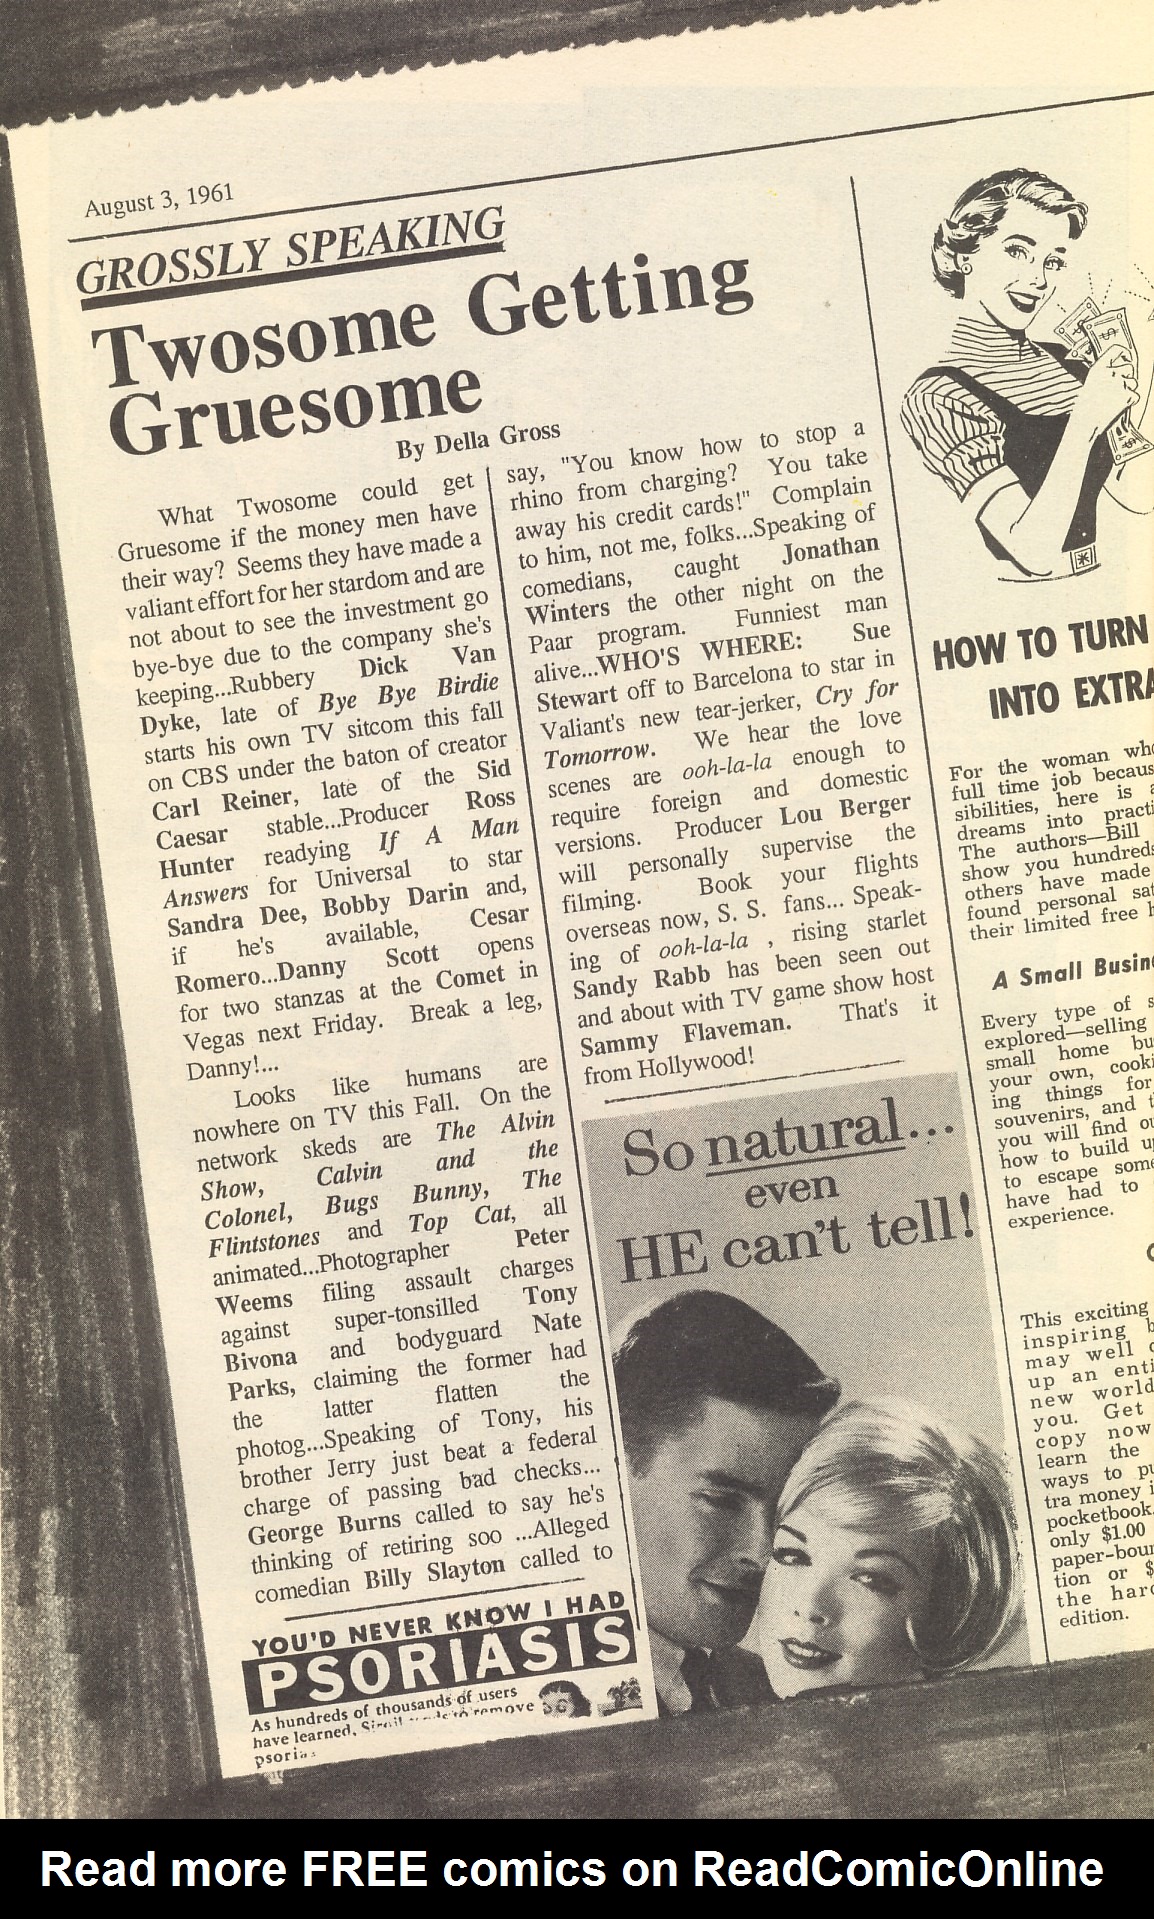 August 3, 1961
GROSSLY SPEAKING
Twosome Getting
Gruesome
By Della Gross
What Twosome could get
Gruesome if the money men have
their way? Seems they have made a
valiant effort for her stardom and are
not about to see the investment go
bye-bye due to the company she's
keeping...Rubbery Dick Van
Dyke, late of Bye Bye Birdie
starts his own TV sitcom this fall
on CBS under the baton of creator
Carl Reiner, late of the Sid
Caesar stable...Producer Ross
Hunter readying If A Man
Answers for Universal to star
Sandra Dee, Bobby Darin and,
if he's available, Cesar
Romero...Danny Scott opens
for two stanzas at the Comet in
Vegas next Friday. Break a leg,
Danny!...
Looks like humans are
nowhere on TV this Fall. On the
network skeds are The Alvin
Show, Calvin and the
Colonel, Bugs Bunny, The
Flintstones and Top Cat, all
animated...Photographer Peter
Weems filing assault charges
against super-tonsilled Tony
Bivona and bodyguard Nate
Parks, claiming the former had
the latter flatten the
photog...Speaking of Tony, his
brother Jerry just beat a federal
charge of passing bad checks...
George Burns called to say he's
thinking of retiring soo ...Alleged
comedian Billy Slayton called to
say, "You know how to stop a
rhino from charging? You take
away his credit cards!" Complain
to him, not me, folks...Speaking of
comedians, caught Jonathan
Winters the other night on the
Paar program. Funniest man
alive...WHO'S WHERE: Sue
Stewart off to Barcelona to star in
Valiant's new tear-jerker, Cry for
Tomorrow. We hear the love
scenes are ooh-la-la enough to
require foreign and domestic
versions. Producer Lou Berger
will personally supervise the
filming. Book your flights
overseas now, S. S. fans... Speak-
ing of ooh-la-la , rising starlet
Sandy Rabb has been seen out
and about with TV game show host
Sammy Flaveman. That's it
from Hollywood!
YOU'D NEVER KNOW I HAD
PSORIASIS
As hundreds of thousands of users
have learned, to remove
psorias
So natural...
even
HE can't tell!
HOW TO TURN
INTO EXTRA
For the woman who
full time job becaus
sibilities, here is a
dreams into practi
The authors—Bill
show you hundreds
others have made
found personal sat
their limited free h
A Small Busine
Every type of s
explored—selling
small home bu
your own, cooki
ing things for
souvenirs, and t
you will find ou
how to build up
to escape some
have had to
experience.
This exciting
inspiring b
may well o
up an enti
new world
you. Get
copy now
learn the
ways to pu
tra money i
pocketbook.
only $1.00
paper-bour
tion or $
the hard
edition.
Read more FREE comics on ReadComicOnline